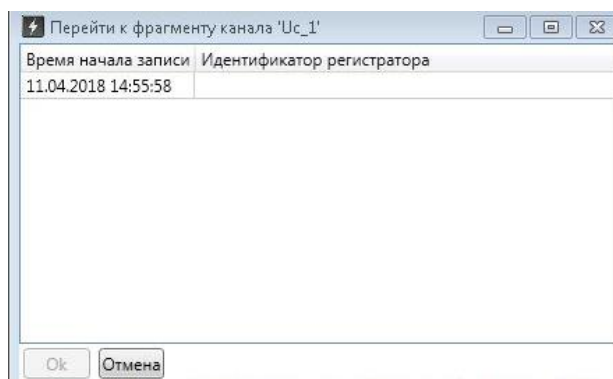 Перейти к фрагменту канала 'Uc_1'
Время начала записи Идентификатор регистратора
11.04.2018 14:55:58
Ok Отмена